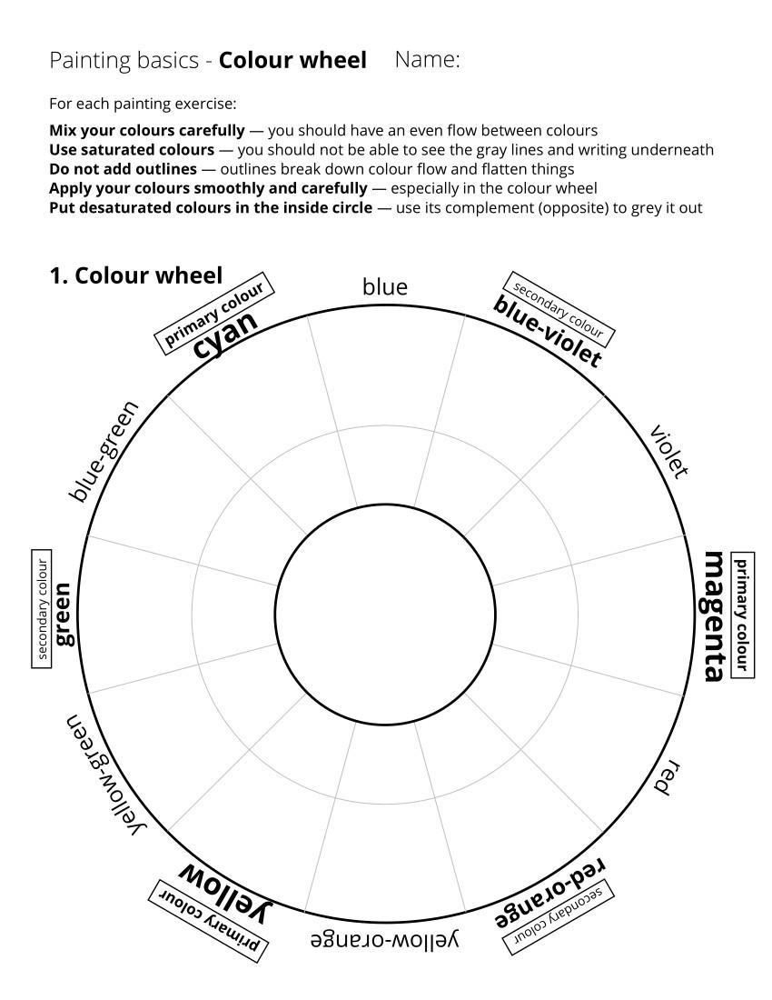 Painting basics - Colour wheel Name:
For each painting exercise:
Mix your colours carefully — you should have an even flow between colours
Use saturated colours — you should not be able to see the gray lines and writing underneath
Do not add outlines — outlines break down colour flow and flatten things
Apply your colours smoothly and carefully — especially in the colour wheel
Put desaturated colours in the inside circle — use its complement (opposite) to grey it out
1. Colour wheel
blue
secondary colour
blue-violet
violet
primary colour
magenta
red
red-orange
secondary colour
yellow-orange
yellow
primary colour
yellow-green
secondary colour
green
blue-green
primary colour
cyan